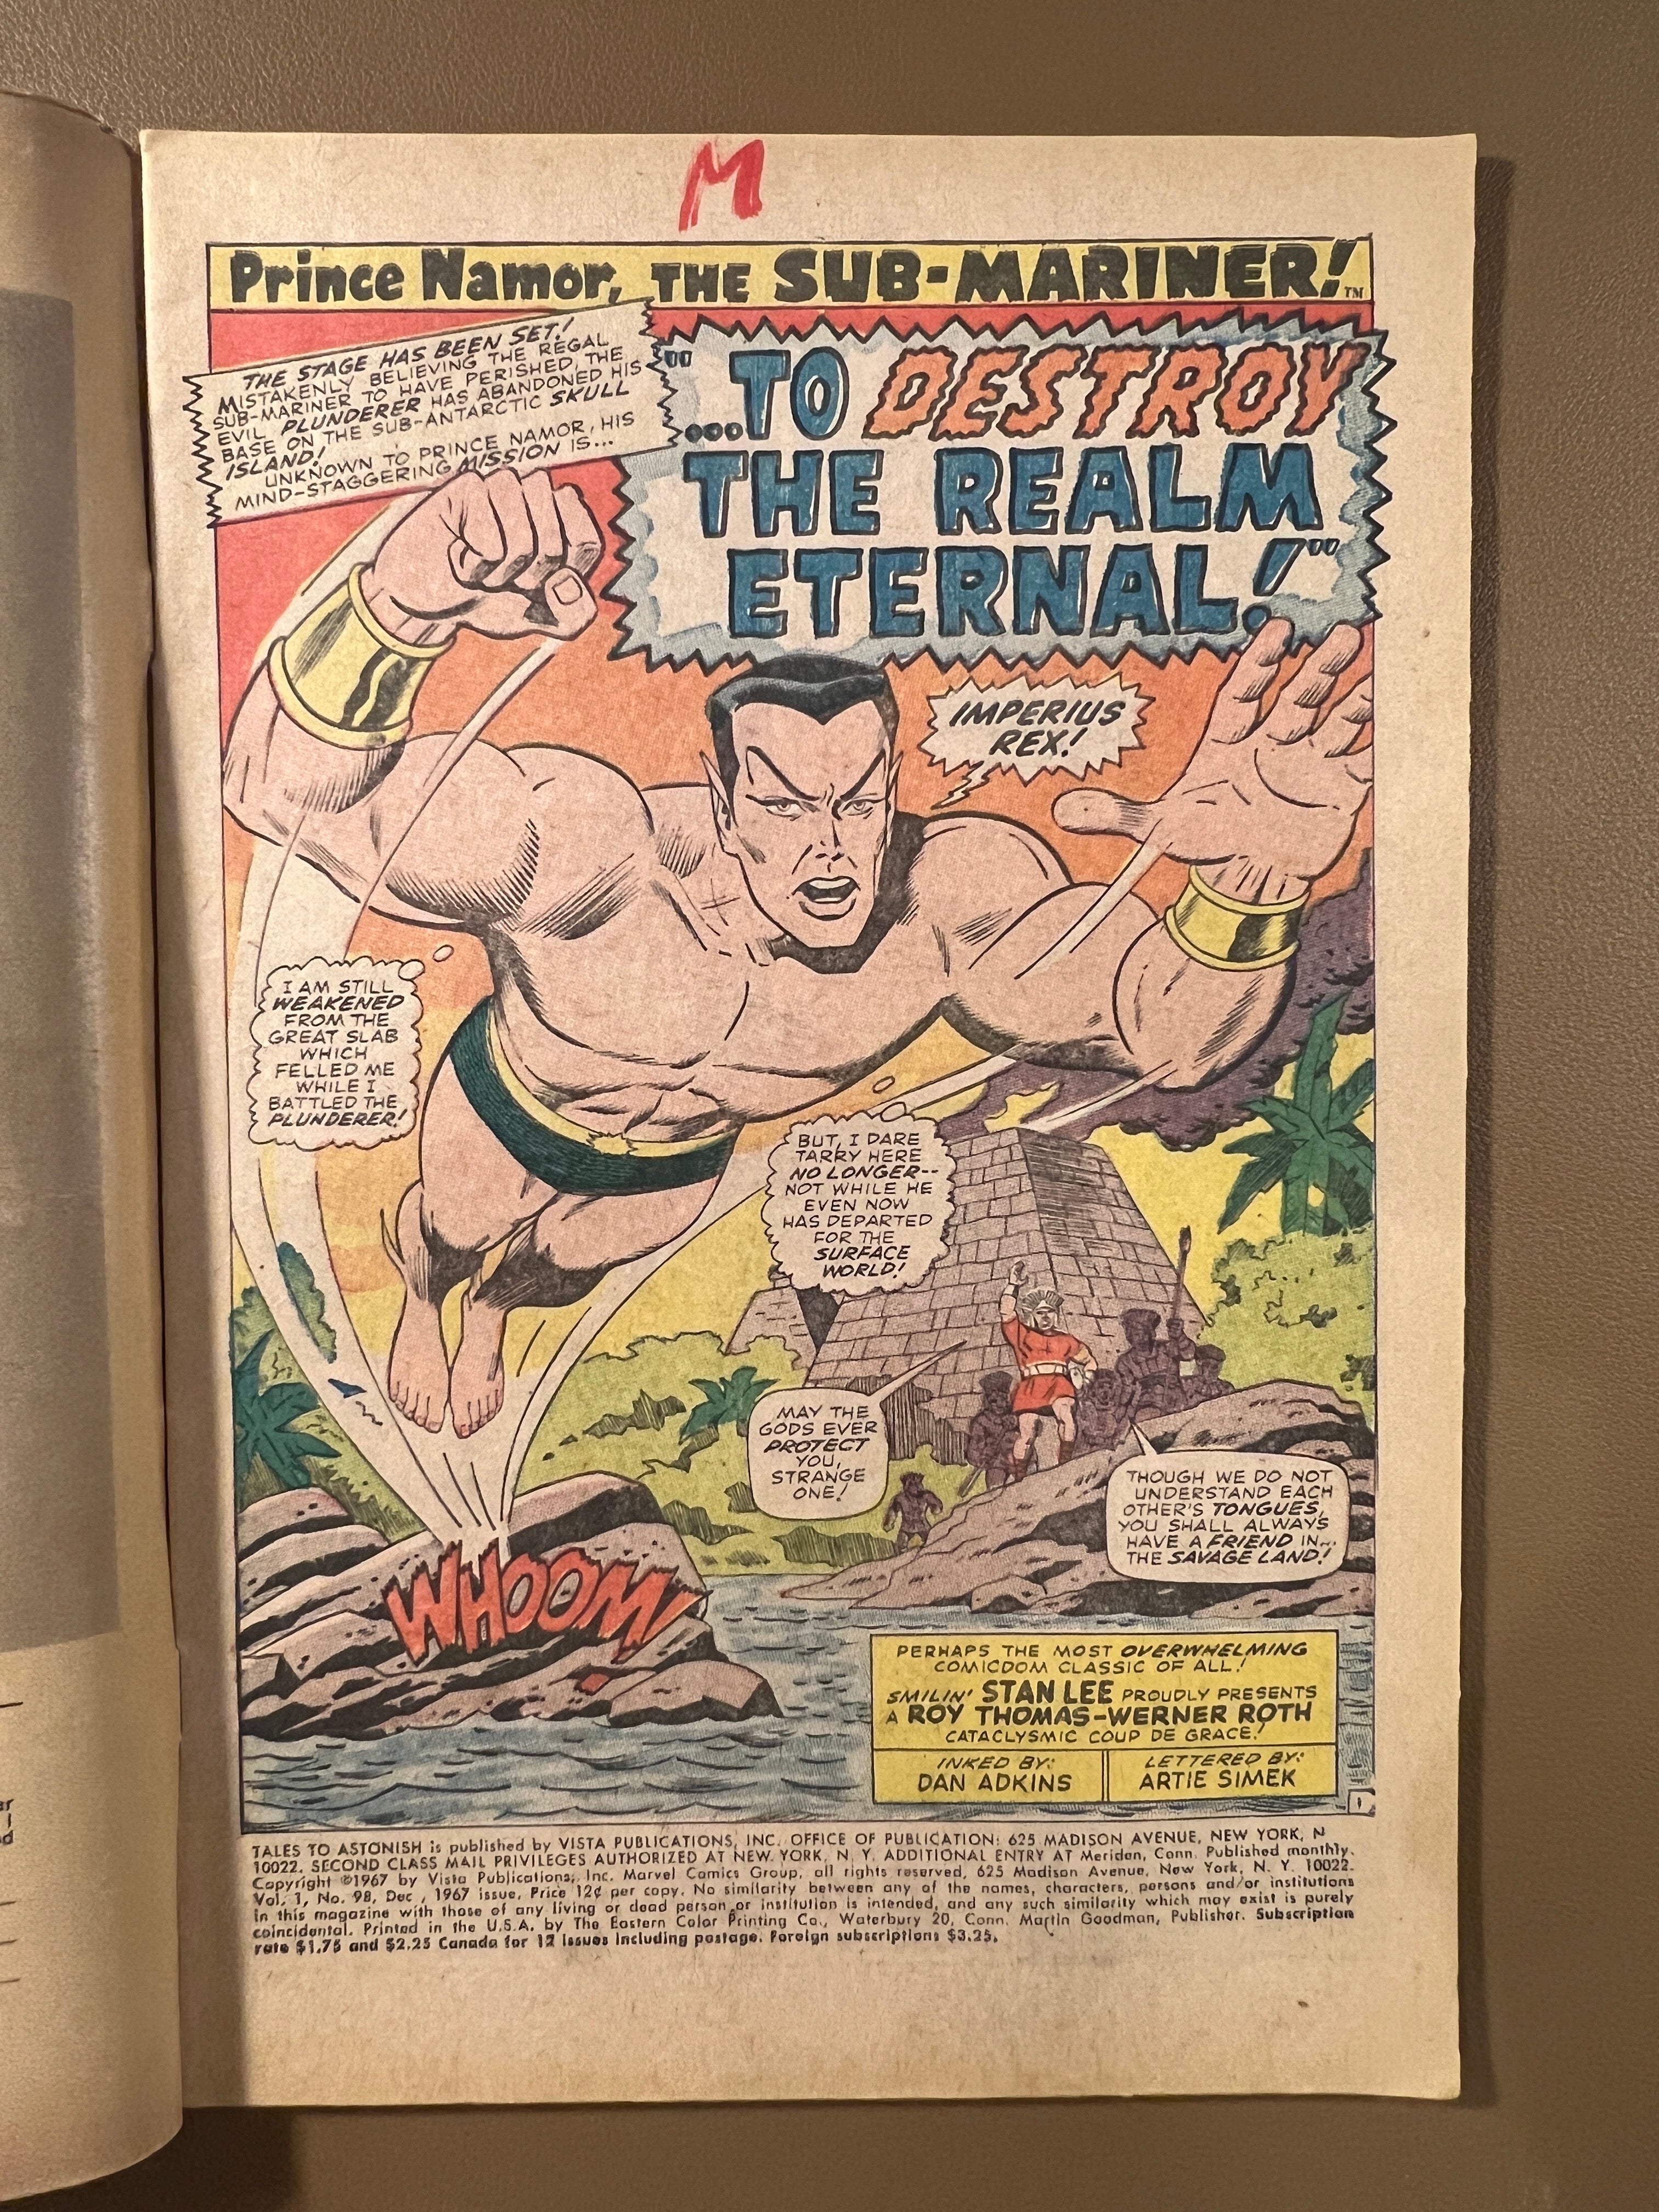 M
Prince Namor, THE SUB-MARINER!™
THE STAGE HAS BEEN SET!
MISTAKENLY BELIEVING THE REGAL
SUB-MARINER TO HAVE PERISHED, THE
EVIL PLUNDERER HAS ABANDONED HIS
BASE ON THE SUB-ANTARCTIC SKULL
ISLAND!
UNKNOWN TO PRINCE NAMOR, HIS
MIND-STAGGERING MISSION IS...
"...TO DESTROY
THE REALM
ETERNAL!"
IMPERIUS
REX!
I AM STILL
WEAKENED
FROM THE
GREAT SLAB
WHICH
FELLED ME
WHILE I
BATTLED THE
PLUNDERER!
BUT, I DARE
TARRY HERE
NO LONGER--
NOT WHILE HE
EVEN NOW
HAS DEPARTED
FOR THE
SURFACE
WORLD!
MAY THE
GODS EVER
PROTECT
YOU,
STRANGE
ONE!
THOUGH WE DO NOT
UNDERSTAND EACH
OTHER'S TONGUES,
YOU SHALL ALWAYS
HAVE A FRIEND IN...
THE SAVAGE LAND!
WHOOM!
PERHAPS THE MOST OVERWHELMING
COMICDOM CLASSIC OF ALL!
SMILIN' STAN LEE PROUDLY PRESENTS
A ROY THOMAS-WERNER ROTH
CATACLYSMIC COUP DE GRACE!
INKED BY:
DAN ADKINS
LETTERED BY:
ARTIE SIMEK
1
TALES TO ASTONISH is published by VISTA PUBLICATIONS, INC. OFFICE OF PUBLICATION: 625 MADISON AVENUE, NEW YORK, N
10022. SECOND CLASS MAIL PRIVILEGES AUTHORIZED AT NEW YORK, N. Y. ADDITIONAL ENTRY AT Meriden, Conn. Published monthly.
Copyright ©1967 by Vista Publications, Inc. Marvel Comics Group, all rights reserved, 625 Madison Avenue, New York, N. Y. 10022.
Vol. 1, No. 98, Dec., 1967 issue. Price 12¢ per copy. No similarity between any of the names, characters, persons and/or institutions
in this magazine with those of any living or dead person or institution is intended, and any such similarity which may exist is purely
coincidental. Printed in the U.S.A. by The Eastern Color Printing Co., Waterbury 20, Conn. Martin Goodman, Publisher. Subscription
rate $1.75 and $2.25 Canada for 12 issues including postage. Foreign subscriptions $3.25.